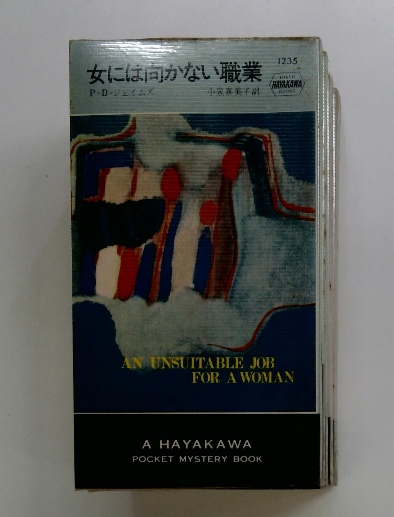 女には向かない職業
1235
P・D・ジェイムズ
小泉喜美子訳
HAYAKAWA
AN UNSUITABLE JOB
FOR A WOMAN
A HAYAKAWA
POCKET MYSTERY BOOK